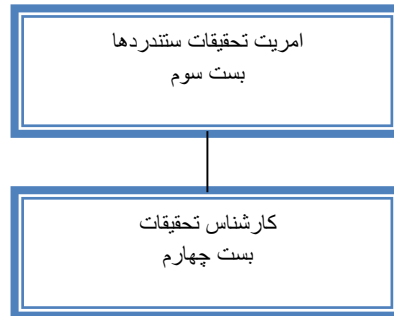 امریت تحقیقات ستندردها
بست سوم
کارشناس تحقیقات
بست چهارم